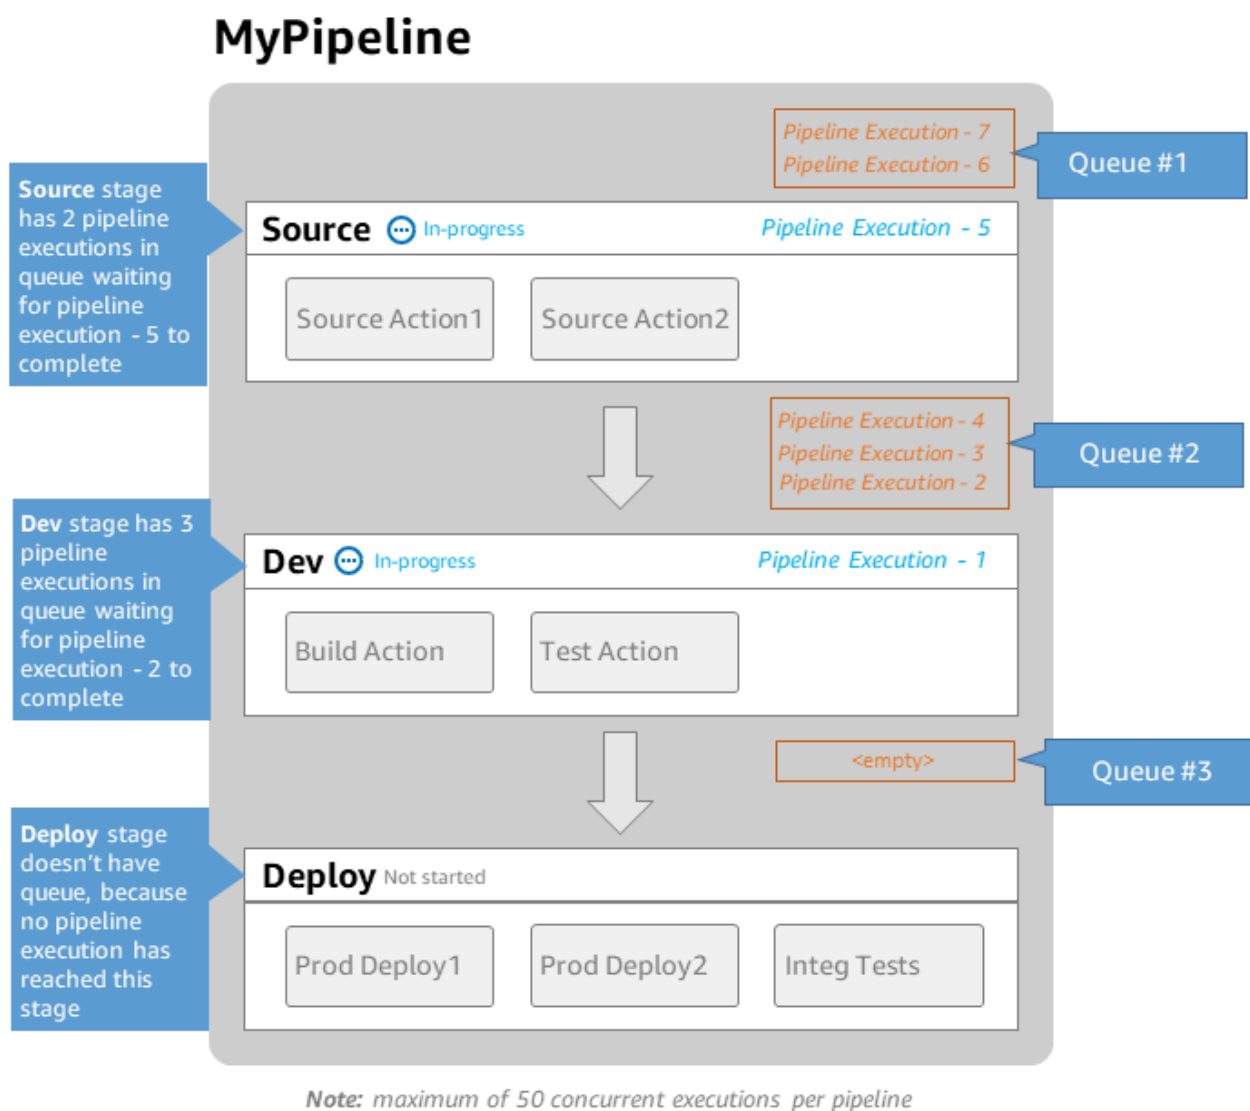 MyPipeline
Pipeline Execution - 7
Pipeline Execution - 6
Queue #1
Source stage
has 2 pipeline
executions in
queue waiting
for pipeline
execution - 5 to
complete
Source In-progress Pipeline Execution - 5
Source Action1 Source Action2
Pipeline Execution - 4
Pipeline Execution - 3
Pipeline Execution - 2
Queue #2
Dev stage has 3
pipeline
executions in
queue waiting
for pipeline
execution - 2 to
complete
Dev In-progress Pipeline Execution - 1
Build Action Test Action
<empty>
Queue #3
Deploy stage
doesn't have
queue, because
no pipeline
execution has
reached this
stage
Deploy Not started
Prod Deploy1 Prod Deploy2 Integ Tests
Note: maximum of 50 concurrent executions per pipeline